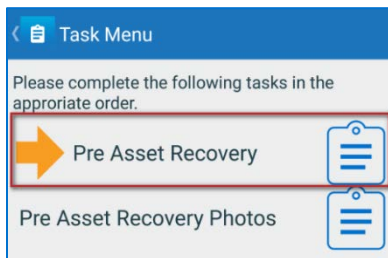 Task Menu
Please complete the following tasks in the
approriate order.
Pre Asset Recovery
Pre Asset Recovery Photos